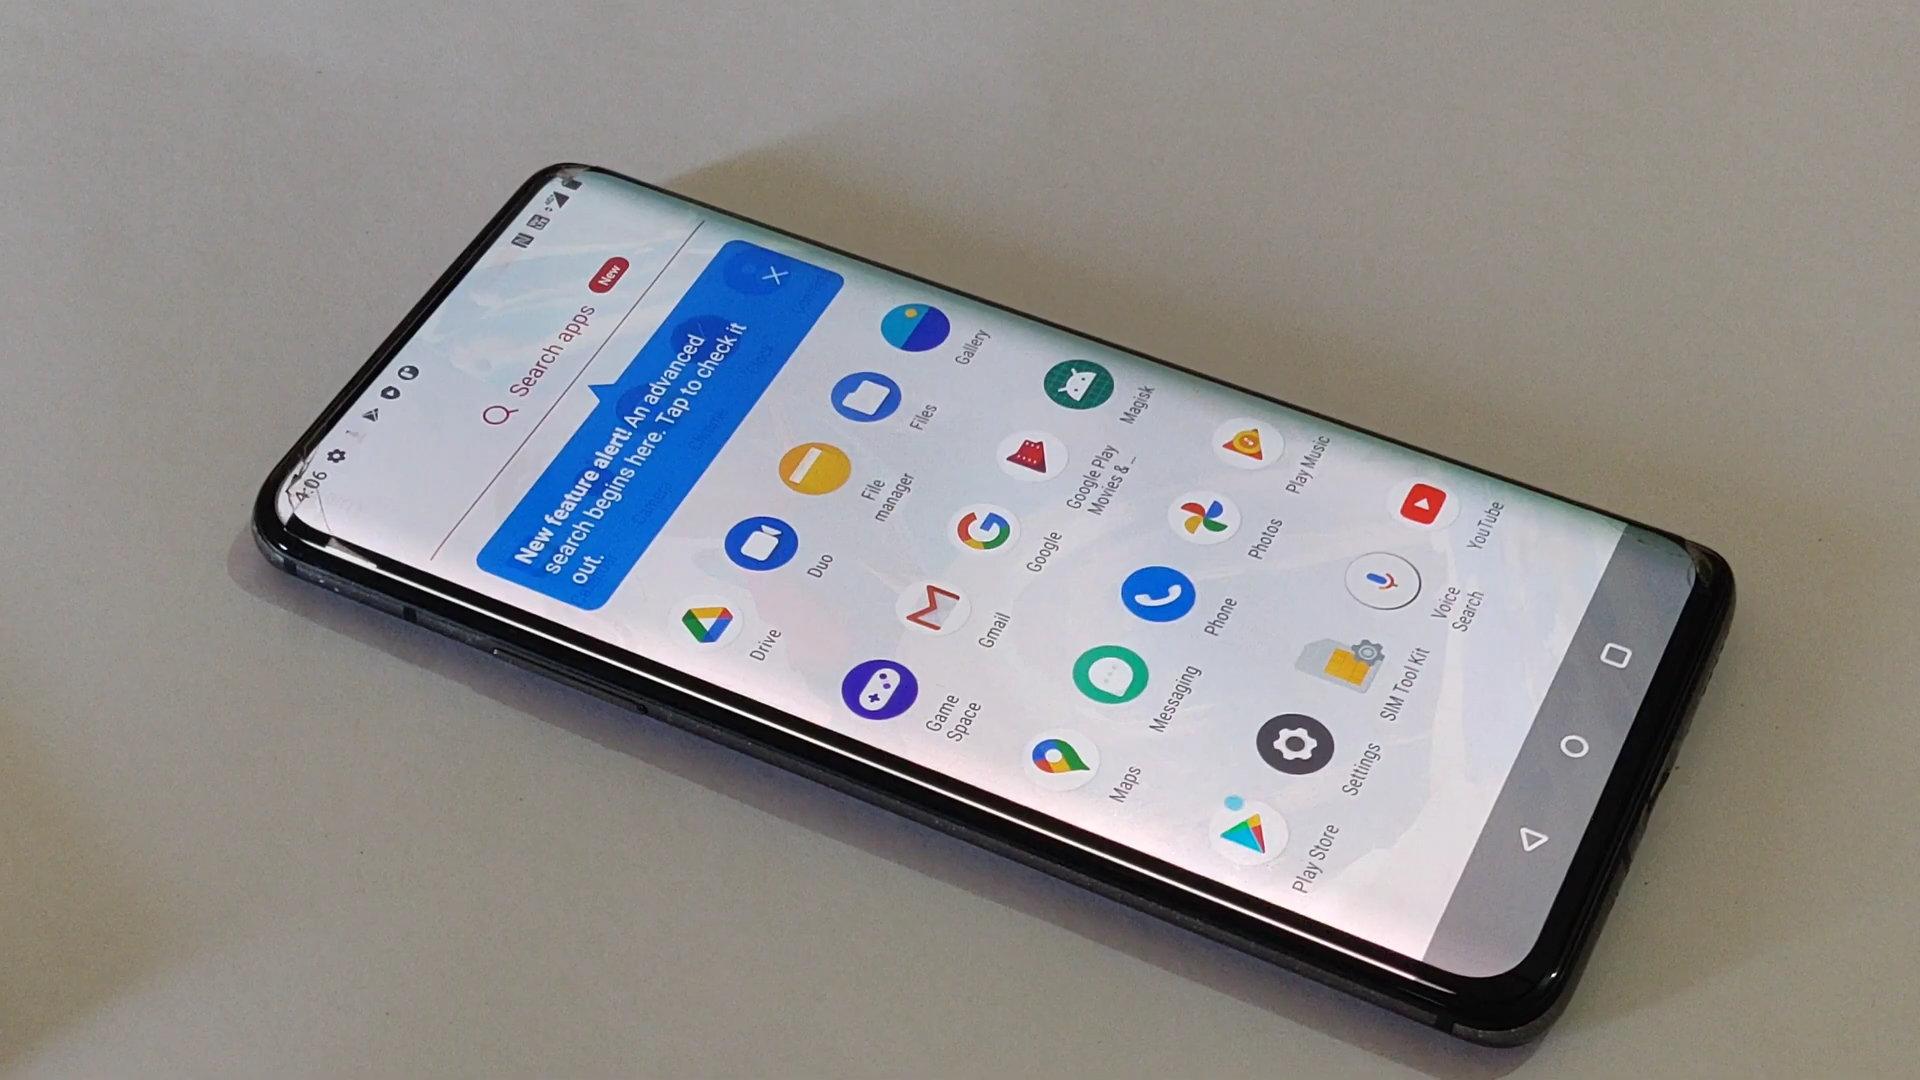 4:06
Search apps
New
New feature alert! An advanced
search begins here. Tap to check it
out.
Drive
Duo
File
manager
Files
Gallery
Game
Space
Gmail
Google
Google Play
Movies & ...
Magisk
Maps
Messaging
Phone
Photos
Play Music
Play Store
Settings
SIM Tool Kit
Voice
Search
YouTube